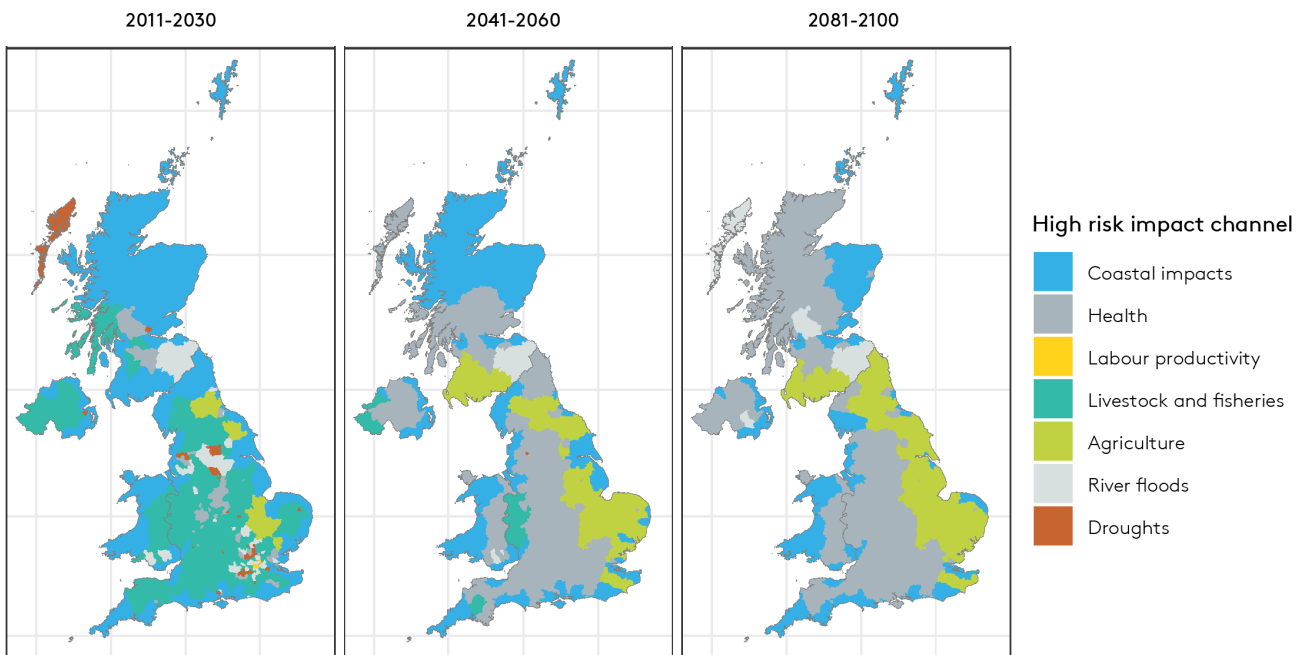 2011-2030
2041-2060
2081-2100
High risk impact channel
Coastal impacts
Health
Labour productivity
Livestock and fisheries
Agriculture
River floods
Droughts